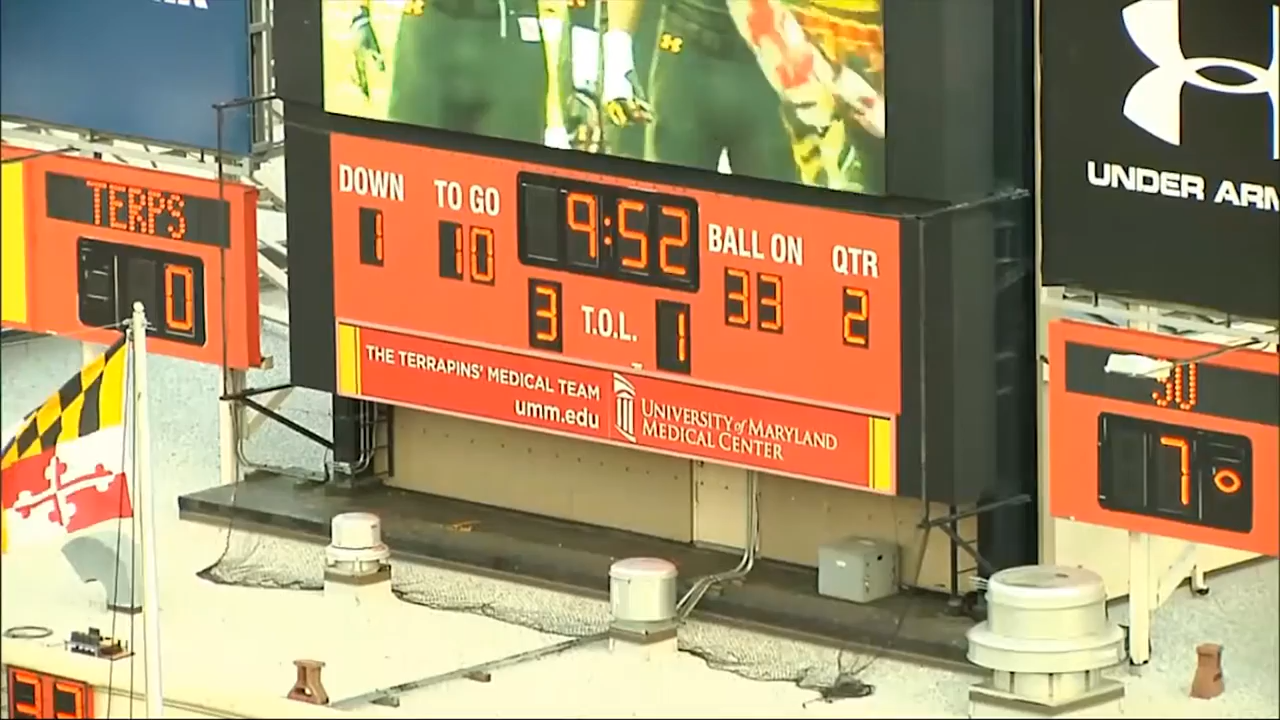 TERPS
0
DOWN
1
TO GO
10
9:52
BALL ON
33
QTR
2
3 T.O.L. 1
THE TERRAPINS' MEDICAL TEAM
umm.edu
UNIVERSITY of MARYLAND
MEDICAL CENTER
UNDER ARM
7